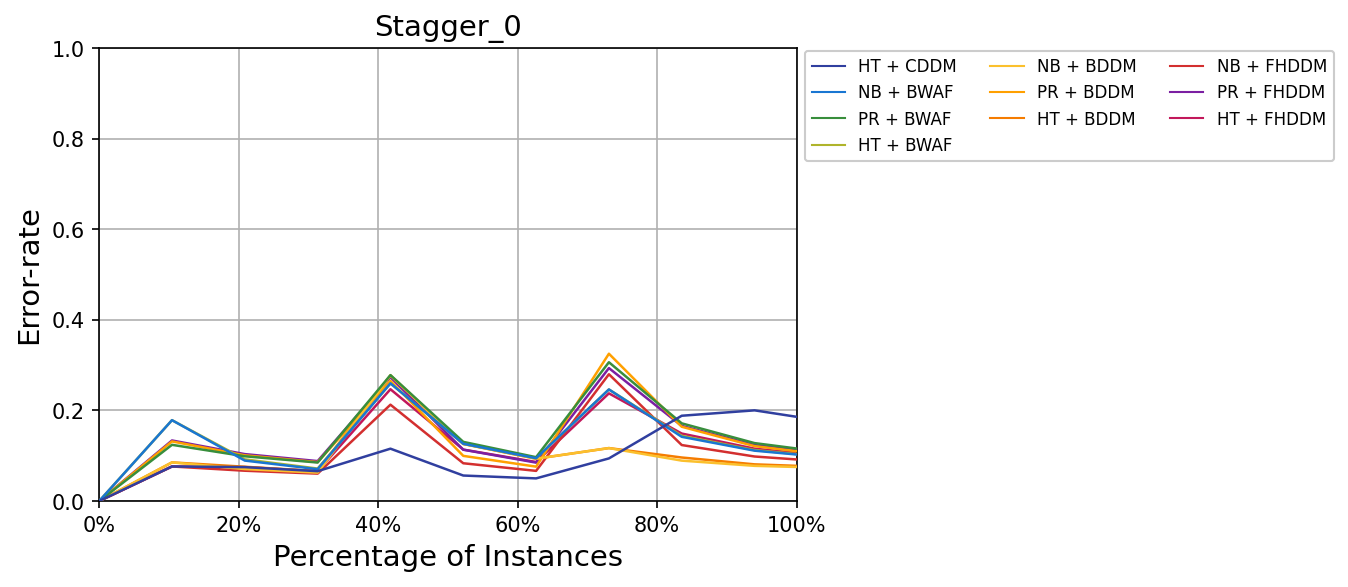 Stagger_0
1.0
0.8
0.6
0.4
0.2
0.0
Error-rate
0% 20% 40% 60% 80% 100%
Percentage of Instances
HT + CDDM
NB + BWAF
PR + BWAF
HT + BWAF
NB + BDDM
PR + BDDM
HT + BDDM
NB + FHDDM
PR + FHDDM
HT + FHDDM